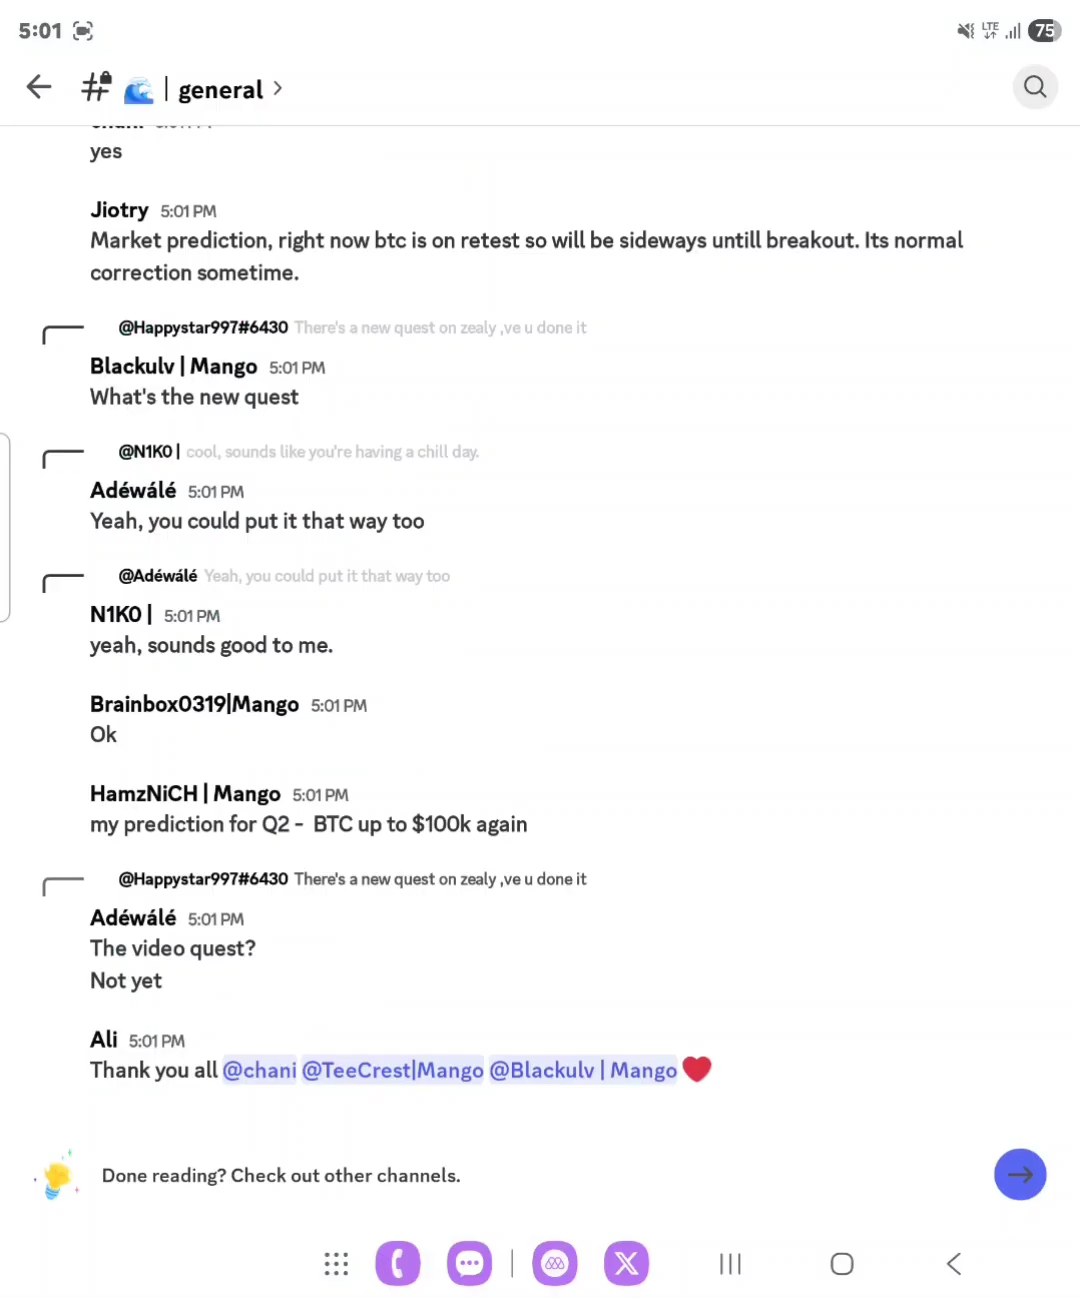 5:01
LTE
75
# | general >
yes
Jiotry 5:01 PM
Market prediction, right now btc is on retest so will be sideways untill breakout. Its normal
correction sometime.
@Happystar997#6430 There's a new quest on zealy ,ve u done it
Blackulv | Mango 5:01 PM
What's the new quest
@N1K0 | cool, sounds like you're having a chill day.
Adéwálé 5:01 PM
Yeah, you could put it that way too
@Adéwálé Yeah, you could put it that way too
N1K0 | 5:01 PM
yeah, sounds good to me.
Brainbox0319|Mango 5:01 PM
Ok
HamzNiCH | Mango 5:01 PM
my prediction for Q2 - BTC up to $100k again
@Happystar997#6430 There's a new quest on zealy ,ve u done it
Adéwálé 5:01 PM
The video quest?
Not yet
Ali 5:01 PM
Thank you all @chani @TeeCrest|Mango @Blackulv | Mango ❤️
Done reading? Check out other channels.